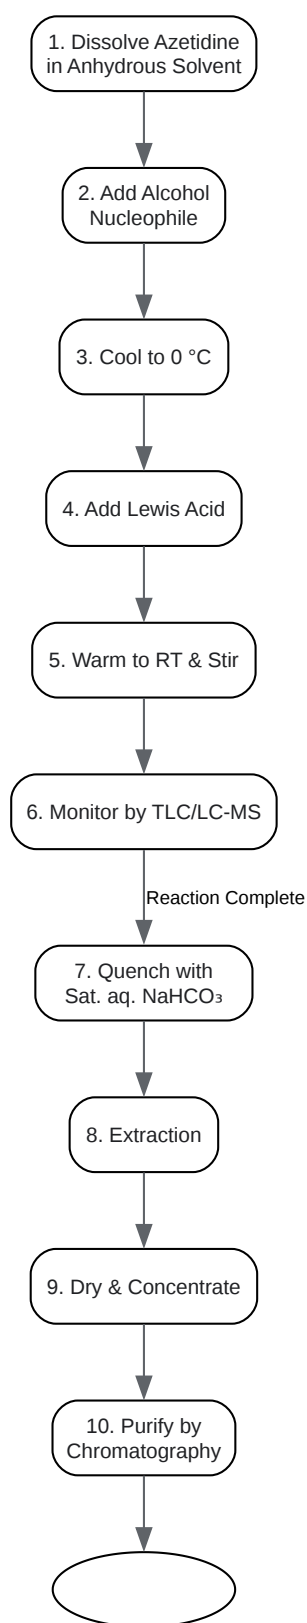 1. Dissolve Azetidine
in Anhydrous Solvent
2. Add Alcohol
Nucleophile
3. Cool to 0 °C
4. Add Lewis Acid
5. Warm to RT & Stir
6. Monitor by TLC/LC-MS
Reaction Complete
7. Quench with
Sat. aq. NaHCO₃
8. Extraction
9. Dry & Concentrate
10. Purify by
Chromatography